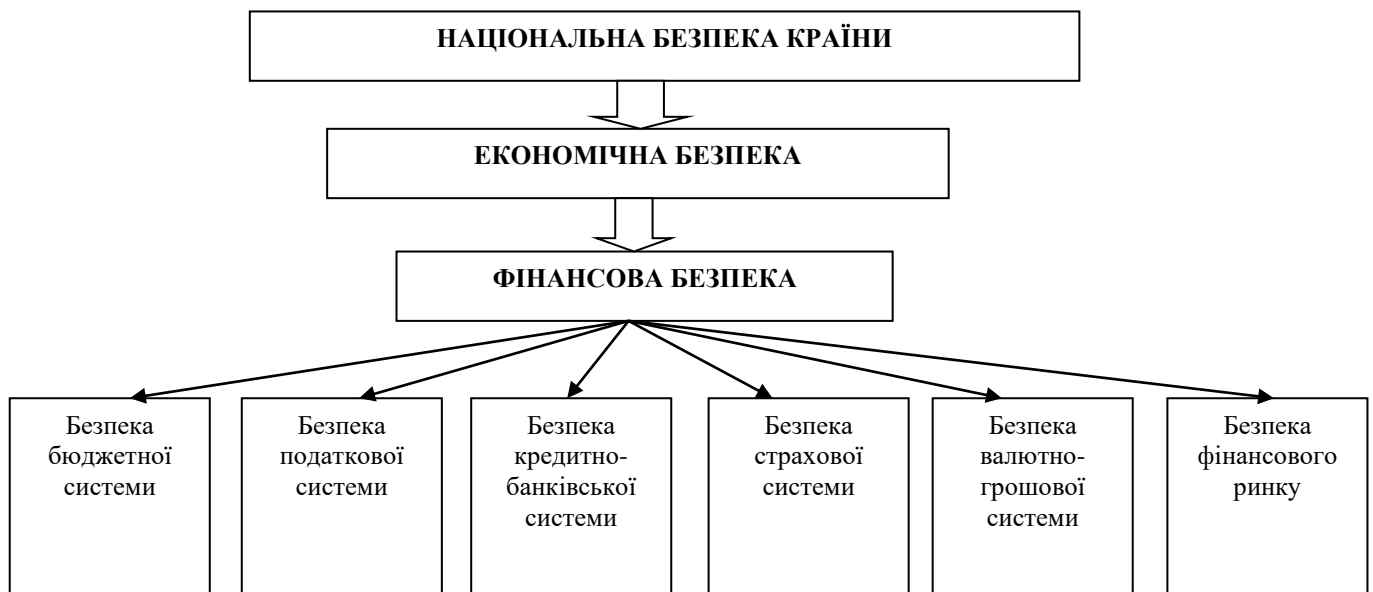 НАЦІОНАЛЬНА БЕЗПЕКА КРАЇНИ
ЕКОНОМІЧНА БЕЗПЕКА
ФІНАНСОВА БЕЗПЕКА
Безпека
бюджетної
системи
Безпека
податкової
системи
Безпека
кредитно-
банківської
системи
Безпека
страхової
системи
Безпека
валютно-
грошової
системи
Безпека
фінансового
ринку